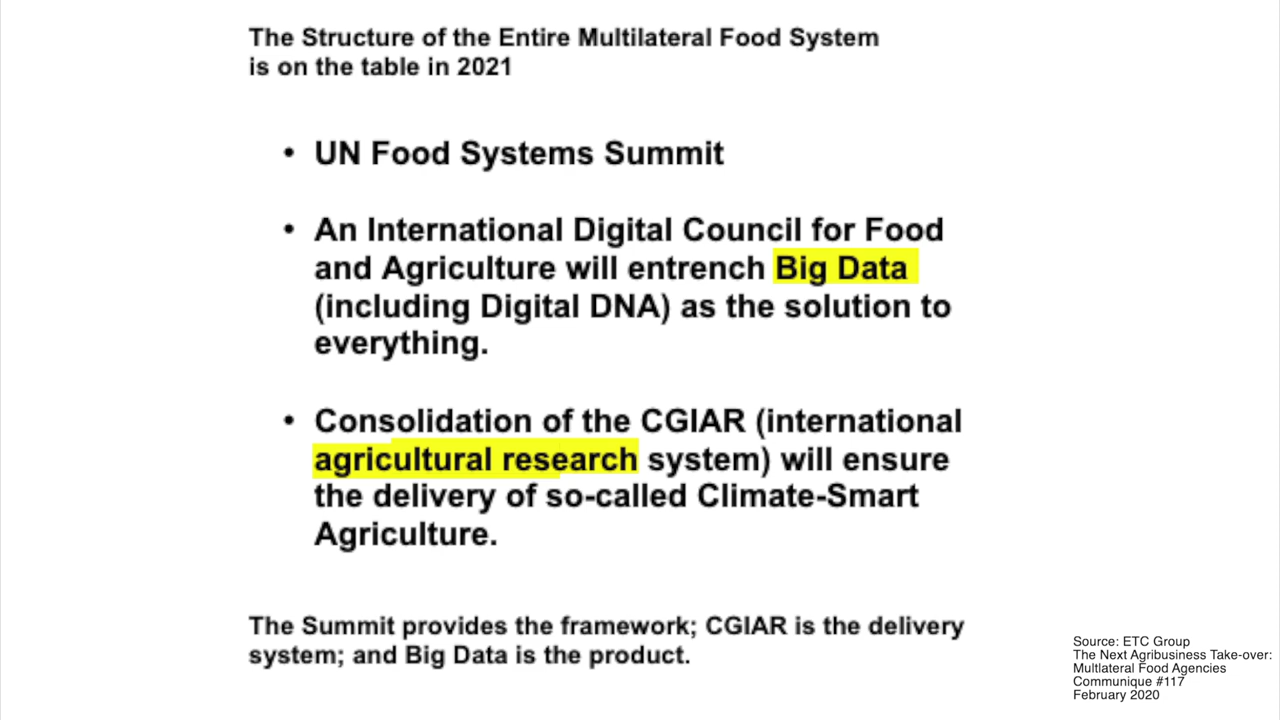 The Structure of the Entire Multilateral Food System
is on the table in 2021
• UN Food Systems Summit
• An International Digital Council for Food
and Agriculture will entrench Big Data
(including Digital DNA) as the solution to
everything.
• Consolidation of the CGIAR (international
agricultural research system) will ensure
the delivery of so-called Climate-Smart
Agriculture.
The Summit provides the framework; CGIAR is the delivery
system; and Big Data is the product.
Source: ETC Group
The Next Agribusiness Take-over:
Multlateral Food Agencies
Communique #117
February 2020